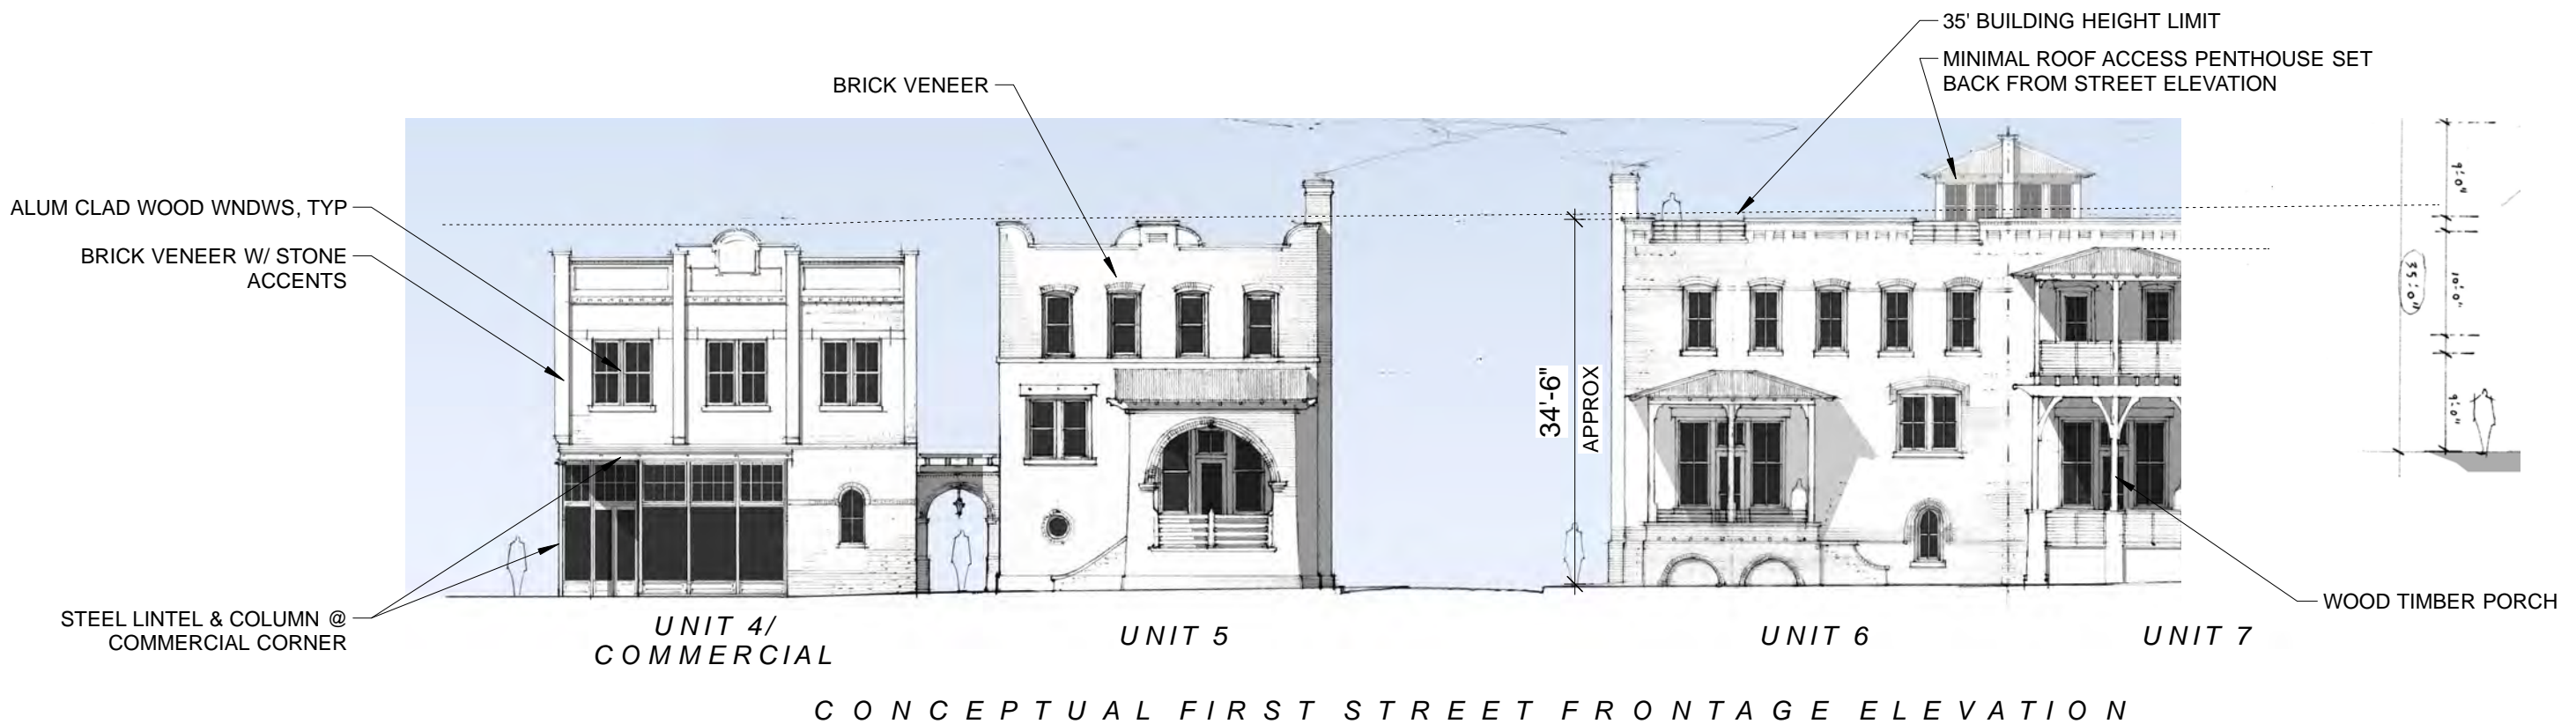 35' BUILDING HEIGHT LIMIT
MINIMAL ROOF ACCESS PENTHOUSE SET
BACK FROM STREET ELEVATION
BRICK VENEER
ALUM CLAD WOOD WNDWS, TYP
BRICK VENEER W/ STONE
ACCENTS
STEEL LINTEL & COLUMN @
COMMERCIAL CORNER
34'-6"
APPROX
9'-0"
35'-0"
10'-0"
9'-0"
WOOD TIMBER PORCH
UNIT 4/
COMMERCIAL
UNIT 5
UNIT 6
UNIT 7
CONCEPTUAL FIRST STREET FRONTAGE ELEVATION